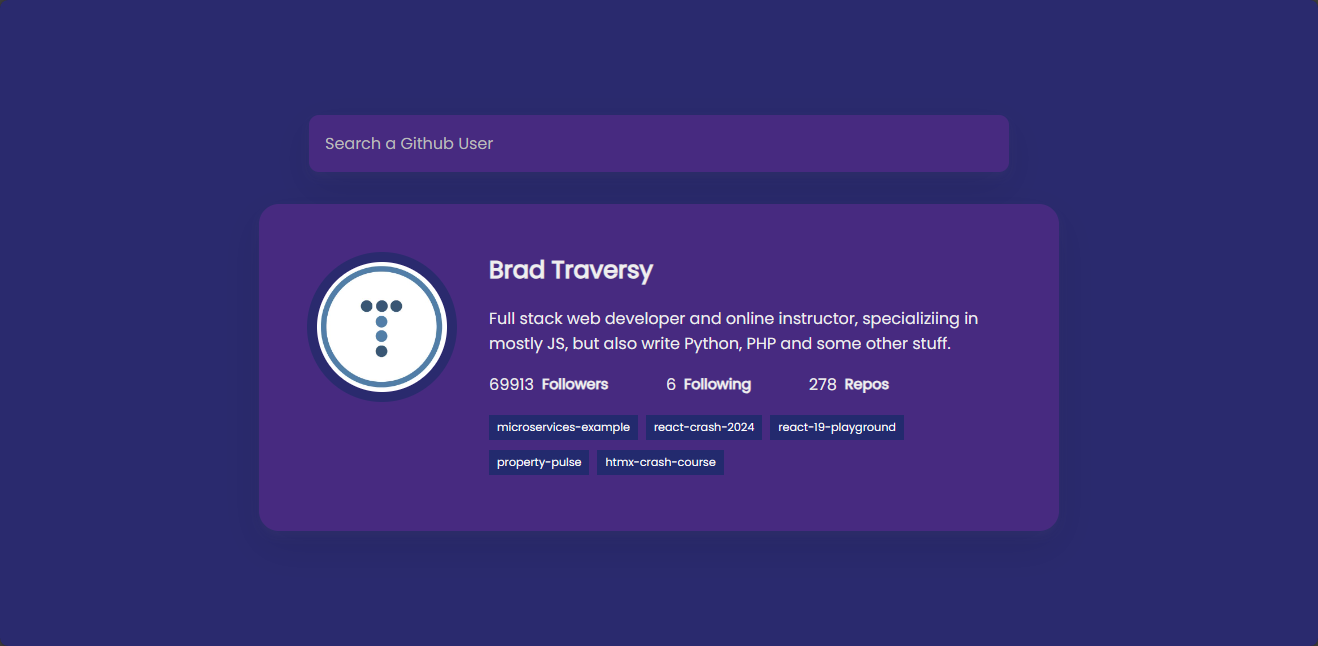 Search a Github User
Brad Traversy
Full stack web developer and online instructor, specializiing in
mostly JS, but also write Python, PHP and some other stuff.
69913 Followers 6 Following 278 Repos
microservices-example react-crash-2024 react-19-playground
property-pulse htmx-crash-course